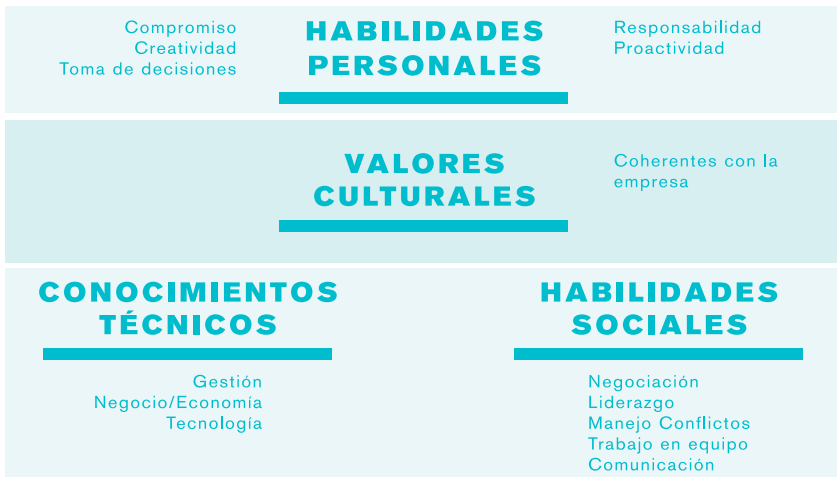 Compromiso
Creatividad
Toma de decisiones
HABILIDADES
PERSONALES
Responsabilidad
Proactividad
VALORES
CULTURALES
Coherentes con la
empresa
CONOCIMIENTOS
TÉCNICOS
Gestión
Negocio/Economía
Tecnología
HABILIDADES
SOCIALES
Negociación
Liderazgo
Manejo Conflictos
Trabajo en equipo
Comunicación